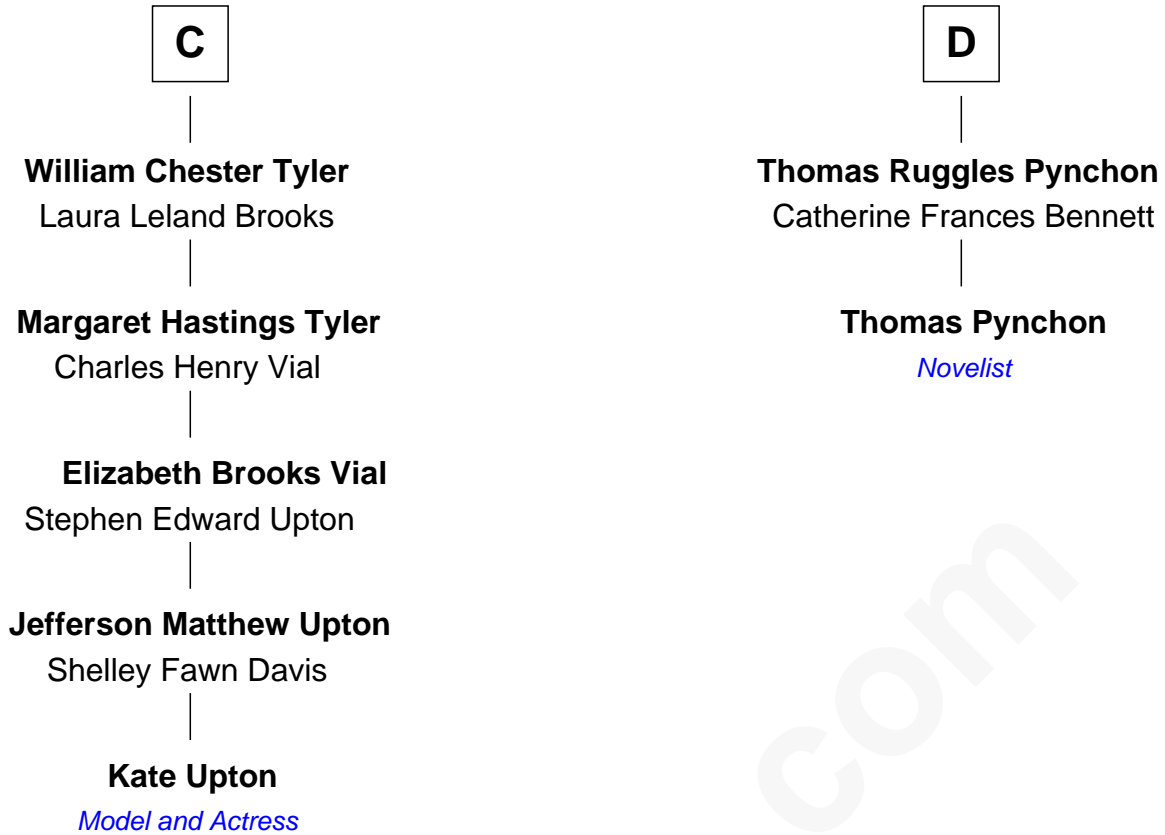 C
William Chester Tyler
Laura Leland Brooks
Margaret Hastings Tyler
Charles Henry Vial
Elizabeth Brooks Vial
Stephen Edward Upton
Jefferson Matthew Upton
Shelley Fawn Davis
Kate Upton
Model and Actress
D
Thomas Ruggles Pynchon
Catherine Frances Bennett
Thomas Pynchon
Novelist
com